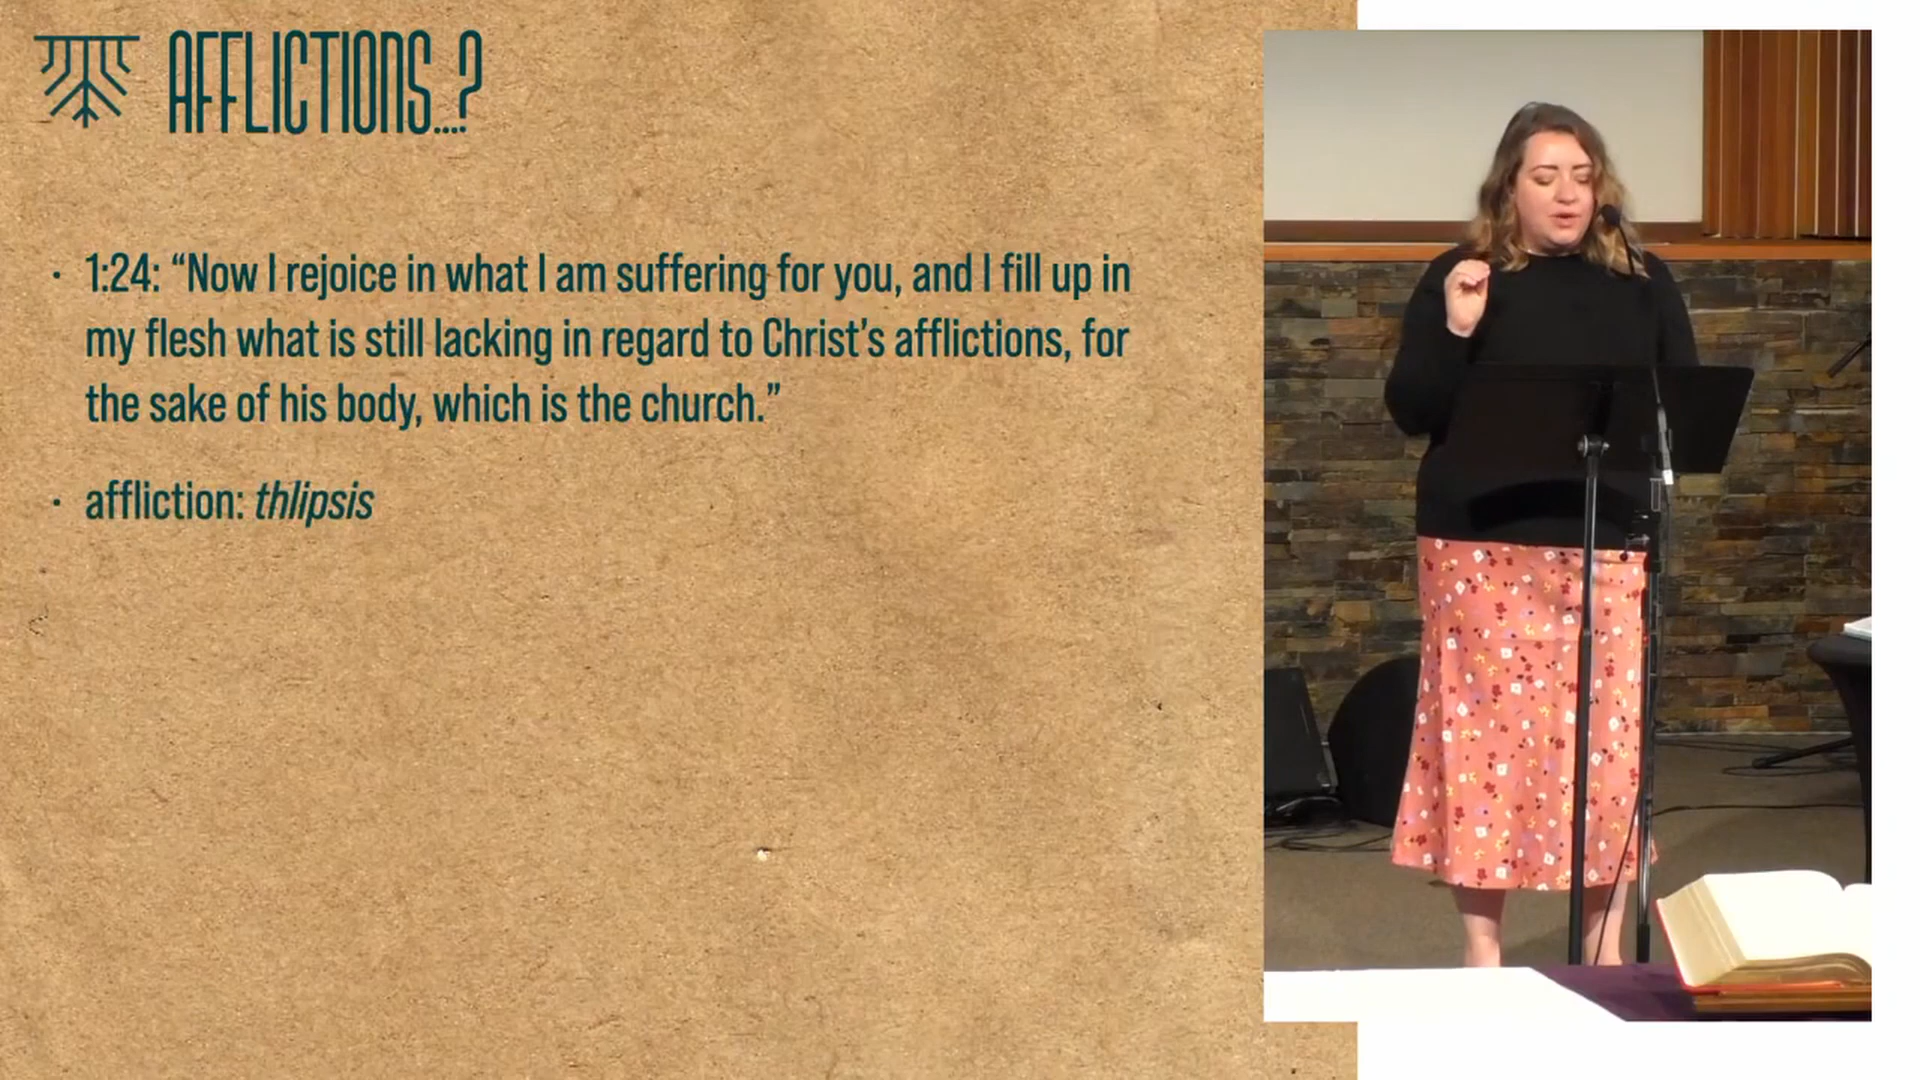 AFFLICTIONS...?
· 1:24: “Now I rejoice in what I am suffering for you, and I fill up in
my flesh what is still lacking in regard to Christ’s afflictions, for
the sake of his body, which is the church.”
· affliction: thlipsis